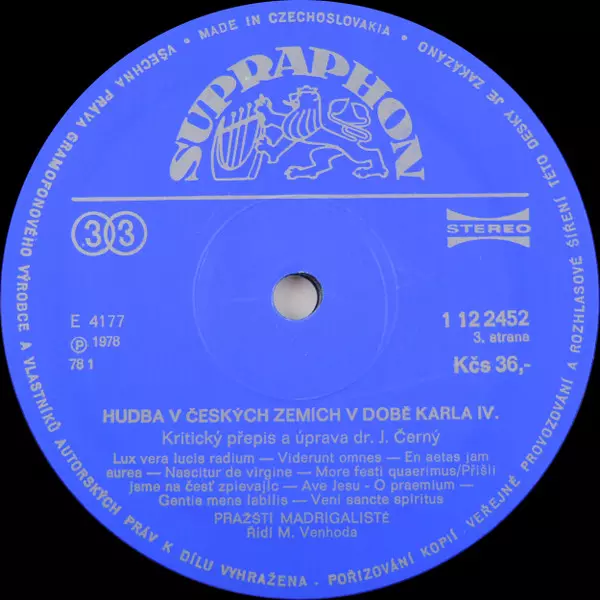 VŠECHNA PRÁVA GRAMOFONOVÉHO VÝROBCE A VLASTNÍKŮ AUTORSKÝCH PRÁV K DÍLU VYHRAŽENA · POŘIZOVÁNÍ KOPIÍ · VEŘEJNÉ PROVOZOVÁNÍ A ROZHLASOVÉ ŠÍŘENÍ TÉTO DESKY JE ZAKÁZÁNO · MADE IN CZECHOSLOVAKIA ·
SUPRAPHON
33
STEREO
E 4177
1 12 2452
Ⓟ 1978
3. strana
78 1
Kčs 36,-
HUDBA V ČESKÝCH ZEMÍCH V DOBĚ KARLA IV.
Kritický přepis a úprava dr. J. Černý
Lux vera lucis radium — Viderunt omnes — En aetas jam
aurea — Nascitur de virgine — More festi quaerimus/Přišli
jsme na čest zpievajíc — Ave Jesu - O praemium —
Gentis mens labilis — Veni sancte spiritus
PRAŽŠTÍ MADRIGALISTÉ
Řídí M. Venhoda